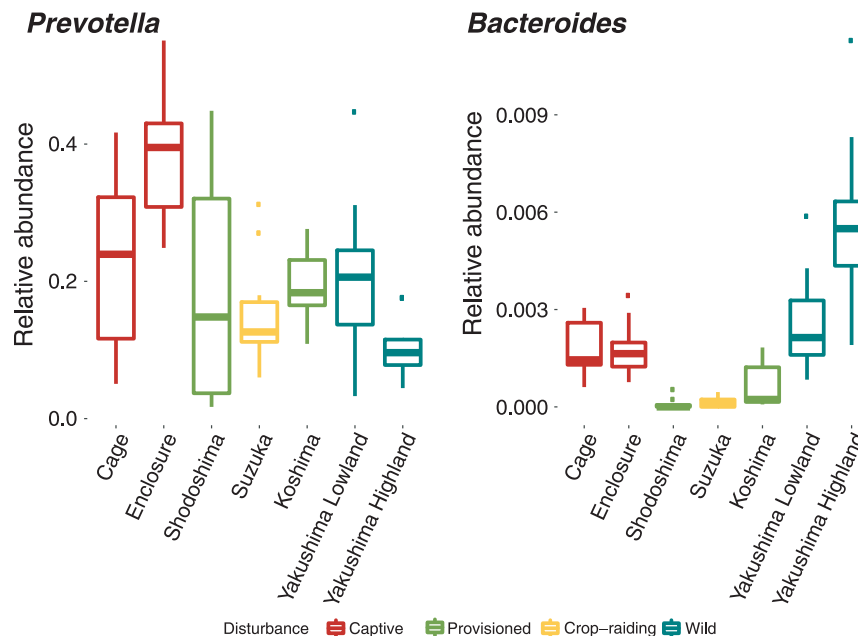 Prevotella
Relative abundance
0.4
0.2
0.0
Cage
Enclosure
Shodoshima
Suzuka
Koshima
Yakushima Lowland
Yakushima Highland
Bacteroides
Relative abundance
0.009
0.006
0.003
0.000
Cage
Enclosure
Shodoshima
Suzuka
Koshima
Yakushima Lowland
Yakushima Highland
Disturbance Captive Provisioned Crop−raiding Wild